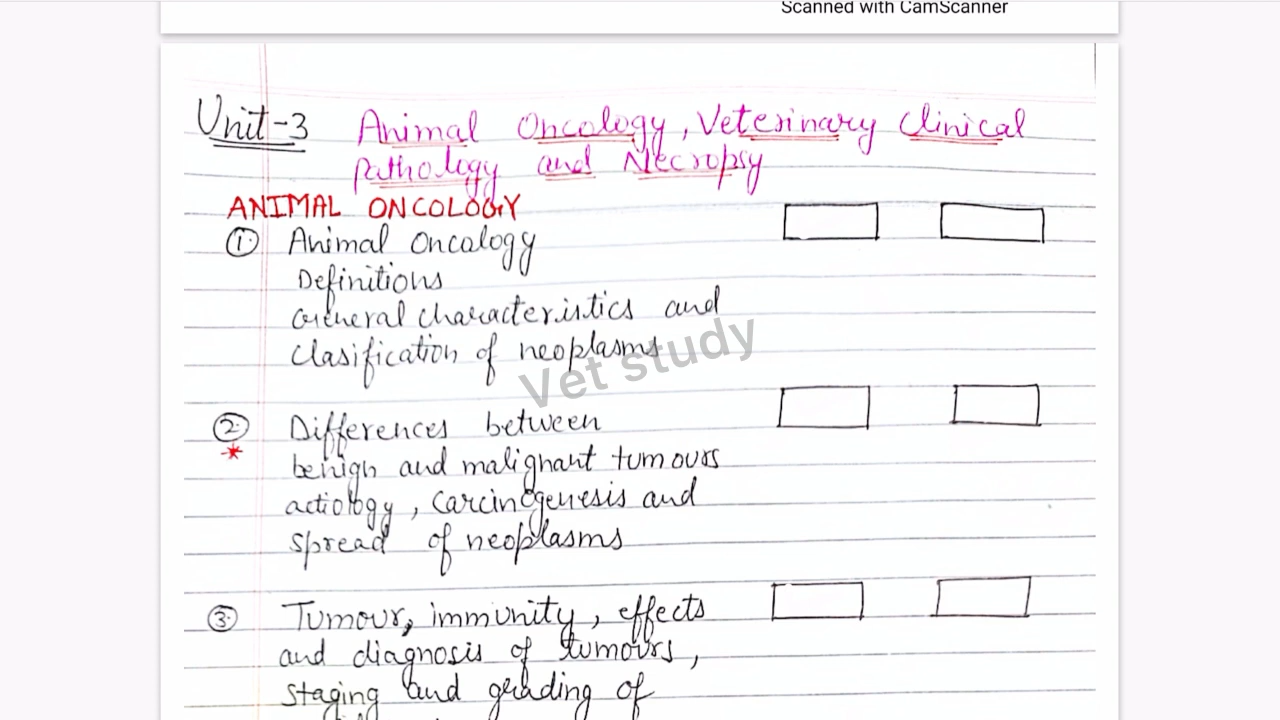 Scanned with CamScanner
Unit-3 Animal Oncology, Veterinary Clinical
Pathology and Necropsy
ANIMAL ONCOLOGY
1. Animal Oncology
Definitions
General characteristics and
Clasification of neoplasms
Vet study
2. Differences between
* benign and malignant tumours
actiology, Carcinogenesis and
spread of neoplasms
3. Tumour, immunity, effects
and diagnosis of tumours,
staging and grading of